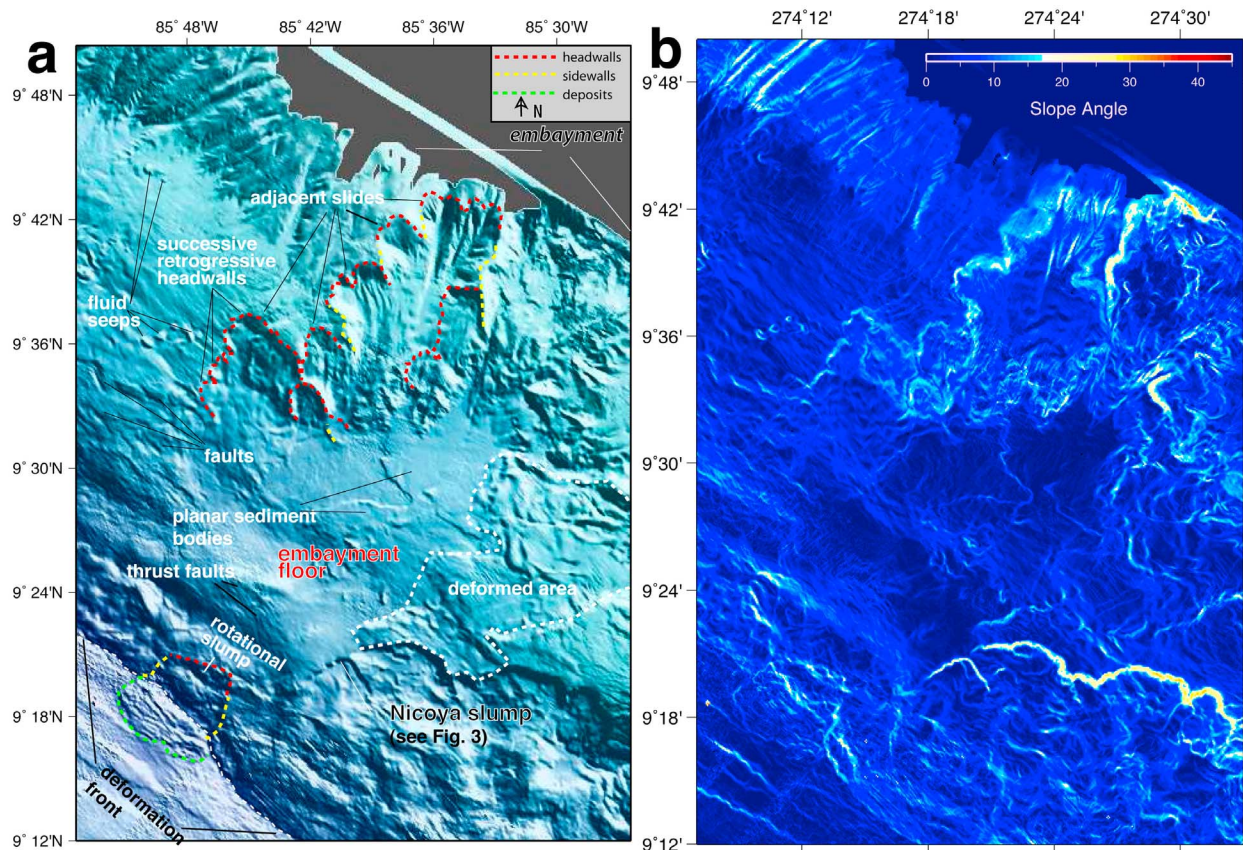 a
85° 48'W
85° 42'W
85° 36'W
85° 30'W
headwalls
sidewalls
deposits
N
embayment
9° 48'N
9° 42'N
9° 36'N
9° 30'N
9° 24'N
9° 18'N
9° 12'N
adjacent slides
successive
retrogressive
headwalls
fluid
seeps
faults
planar sediment
bodies
embayment
floor
thrust faults
deformed area
rotational
slump
Nicoya slump
(see Fig. 3)
deformation
front
b
274°12'
274°18'
274°24'
274°30'
0 10 20 30 40
Slope Angle
9°48'
9°42'
9°36'
9°30'
9°24'
9°18'
9°12'